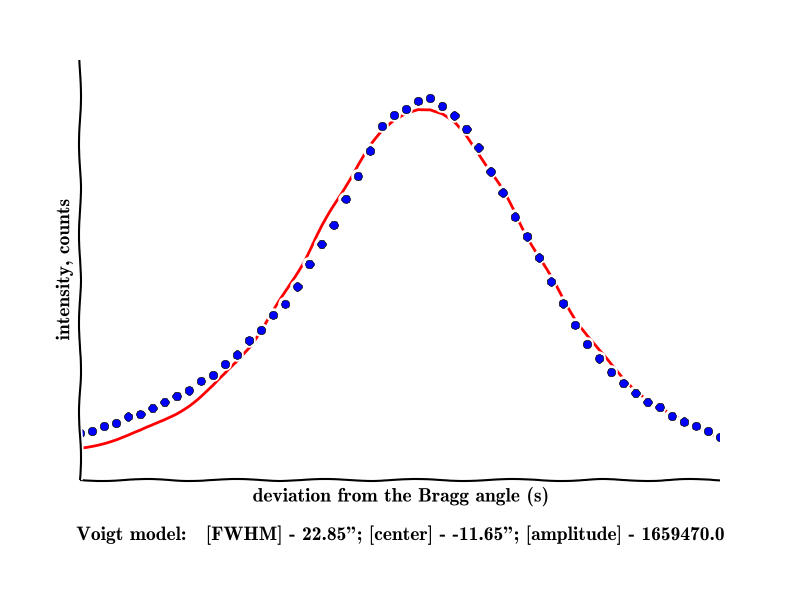 intensity, counts
deviation from the Bragg angle (s)
Voigt model: [FWHM] - 22.85”; [center] - -11.65”; [amplitude] - 1659470.0